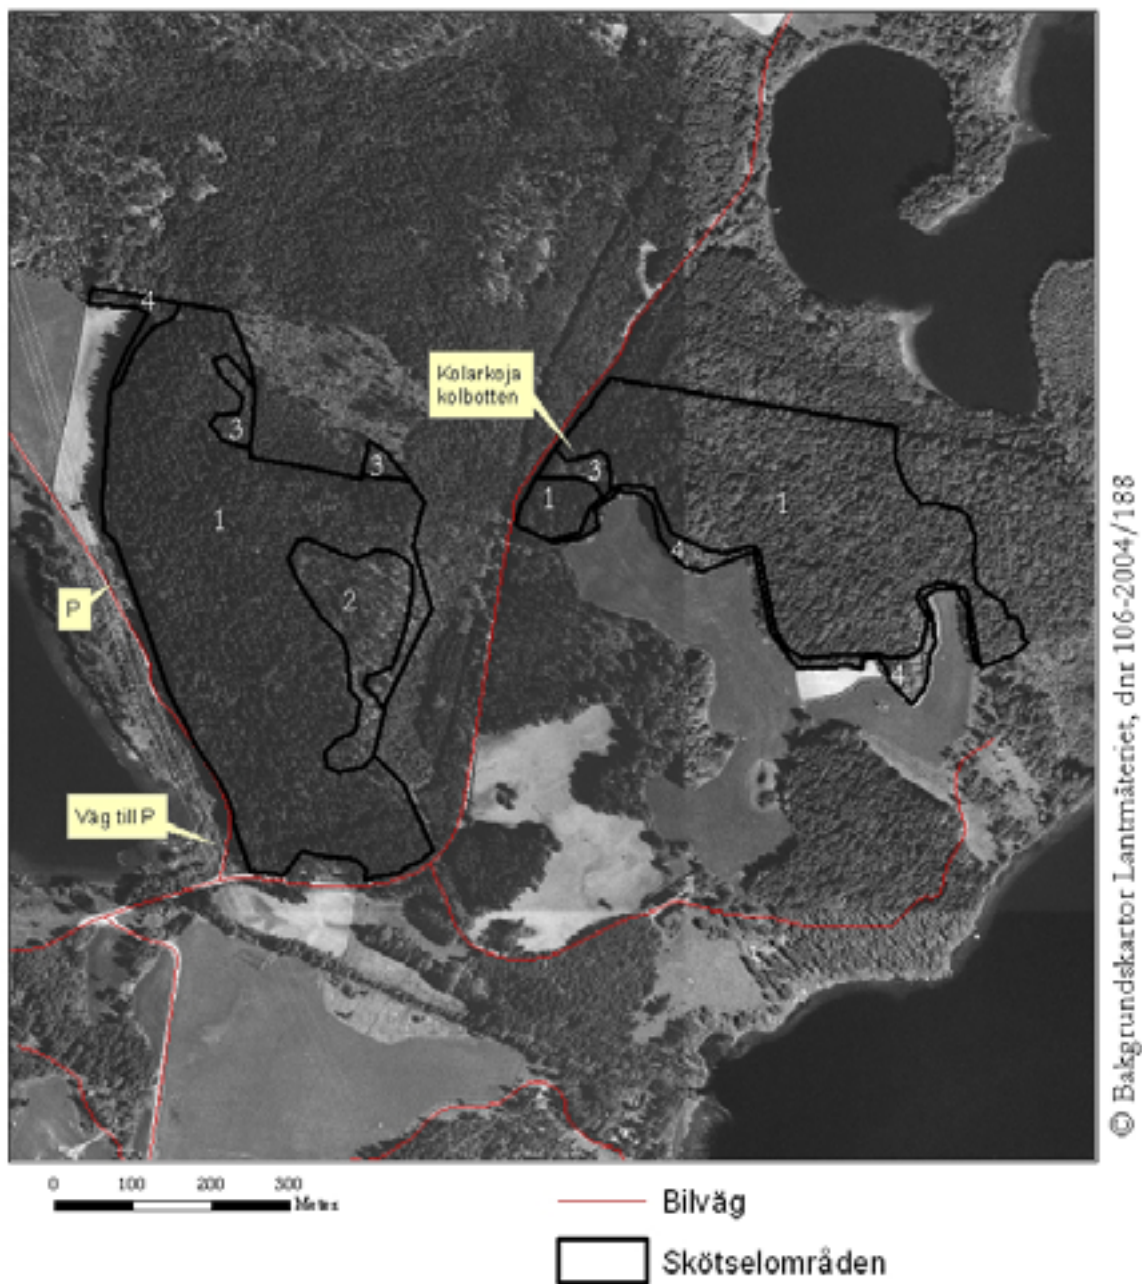 4
Kolarkoja
kolbotten
3
3
3
1
1
1
4
2
P
4
Väg till P
© Bakgrundskartor Lantmäteriet, dnr 106-2004/188
0 100 200 300
Meter
Bilväg
Skötselområden